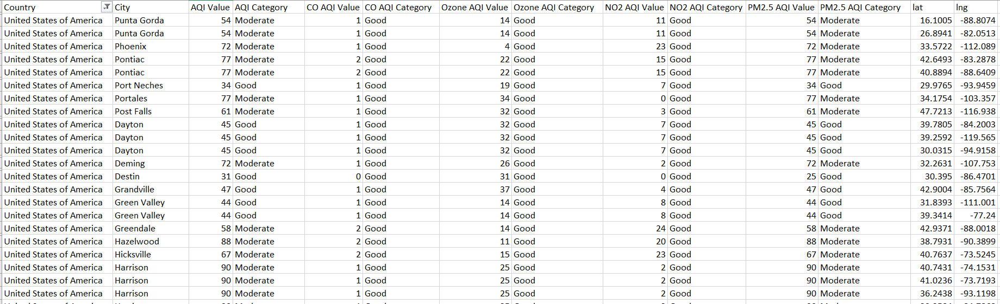 Country City AQI Value AQI Category CO AQI Value CO AQI Category Ozone AQI Value Ozone AQI Category NO2 AQI Value NO2 AQI Category PM2.5 AQI Value PM2.5 AQI Category lat lng
United States of America Punta Gorda 54 Moderate 1 Good 14 Good 11 Good 54 Moderate 16.1005 -88.8074
United States of America Punta Gorda 54 Moderate 1 Good 14 Good 11 Good 54 Moderate 26.8941 -82.0513
United States of America Phoenix 72 Moderate 1 Good 4 Good 23 Good 72 Moderate 33.5722 -112.089
United States of America Pontiac 77 Moderate 2 Good 22 Good 15 Good 77 Moderate 42.6493 -83.2878
United States of America Pontiac 77 Moderate 2 Good 22 Good 15 Good 77 Moderate 40.8894 -88.6409
United States of America Port Neches 34 Good 1 Good 19 Good 7 Good 34 Good 29.9765 -93.9459
United States of America Portales 77 Moderate 1 Good 34 Good 0 Good 77 Moderate 34.1754 -103.357
United States of America Post Falls 61 Moderate 1 Good 32 Good 3 Good 61 Moderate 47.7213 -116.938
United States of America Dayton 45 Good 1 Good 32 Good 7 Good 45 Good 39.7805 -84.2003
United States of America Dayton 45 Good 1 Good 32 Good 7 Good 45 Good 39.2592 -119.565
United States of America Dayton 45 Good 1 Good 32 Good 7 Good 45 Good 30.0315 -94.9158
United States of America Deming 72 Moderate 1 Good 26 Good 2 Good 72 Moderate 32.2631 -107.753
United States of America Destin 31 Good 0 Good 31 Good 0 Good 25 Good 30.395 -86.4701
United States of America Grandville 47 Good 1 Good 37 Good 4 Good 47 Good 42.9004 -85.7564
United States of America Green Valley 44 Good 1 Good 14 Good 8 Good 44 Good 31.8393 -111.001
United States of America Green Valley 44 Good 1 Good 14 Good 8 Good 44 Good 39.3414 -77.24
United States of America Greendale 58 Moderate 2 Good 14 Good 24 Good 58 Moderate 42.9371 -88.0018
United States of America Hazelwood 88 Moderate 2 Good 11 Good 20 Good 88 Moderate 38.7931 -90.3899
United States of America Hicksville 67 Moderate 2 Good 15 Good 23 Good 67 Moderate 40.7637 -73.5245
United States of America Harrison 90 Moderate 1 Good 25 Good 2 Good 90 Moderate 40.7431 -74.1531
United States of America Harrison 90 Moderate 1 Good 25 Good 2 Good 90 Moderate 41.0236 -73.7193
United States of America Harrison 90 Moderate 1 Good 25 Good 2 Good 90 Moderate 36.2438 -93.1198